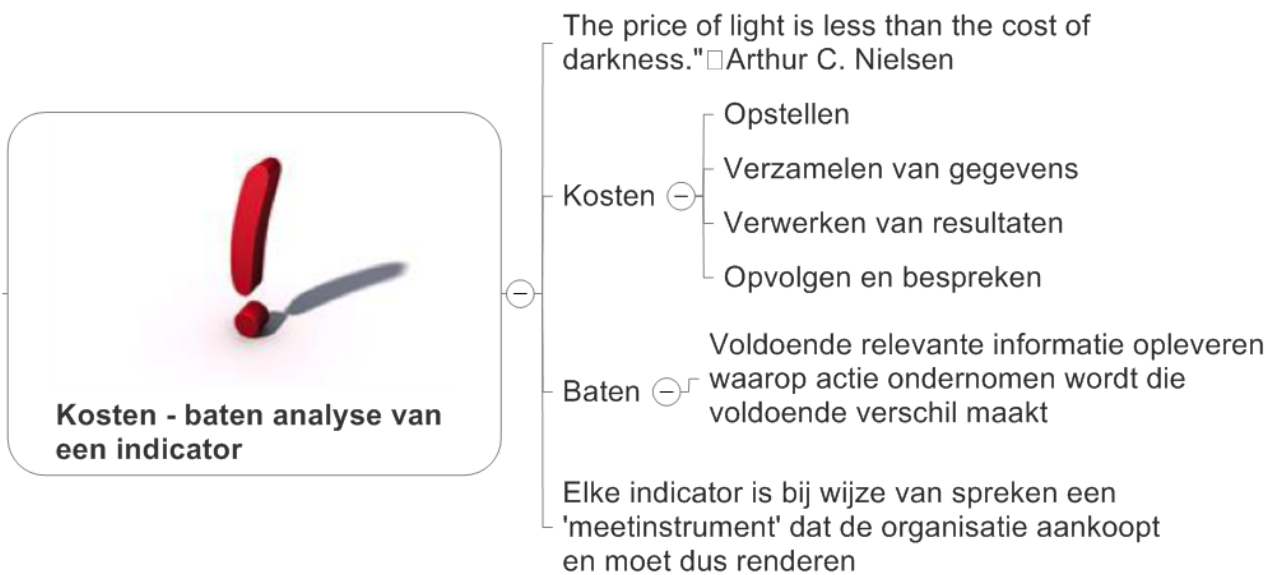 The price of light is less than the cost of
darkness."□Arthur C. Nielsen
Kosten - baten analyse van
een indicator
Kosten
Opstellen
Verzamelen van gegevens
Verwerken van resultaten
Opvolgen en bespreken
Baten
Voldoende relevante informatie opleveren
waarop actie ondernomen wordt die
voldoende verschil maakt
Elke indicator is bij wijze van spreken een
'meetinstrument' dat de organisatie aankoopt
en moet dus renderen